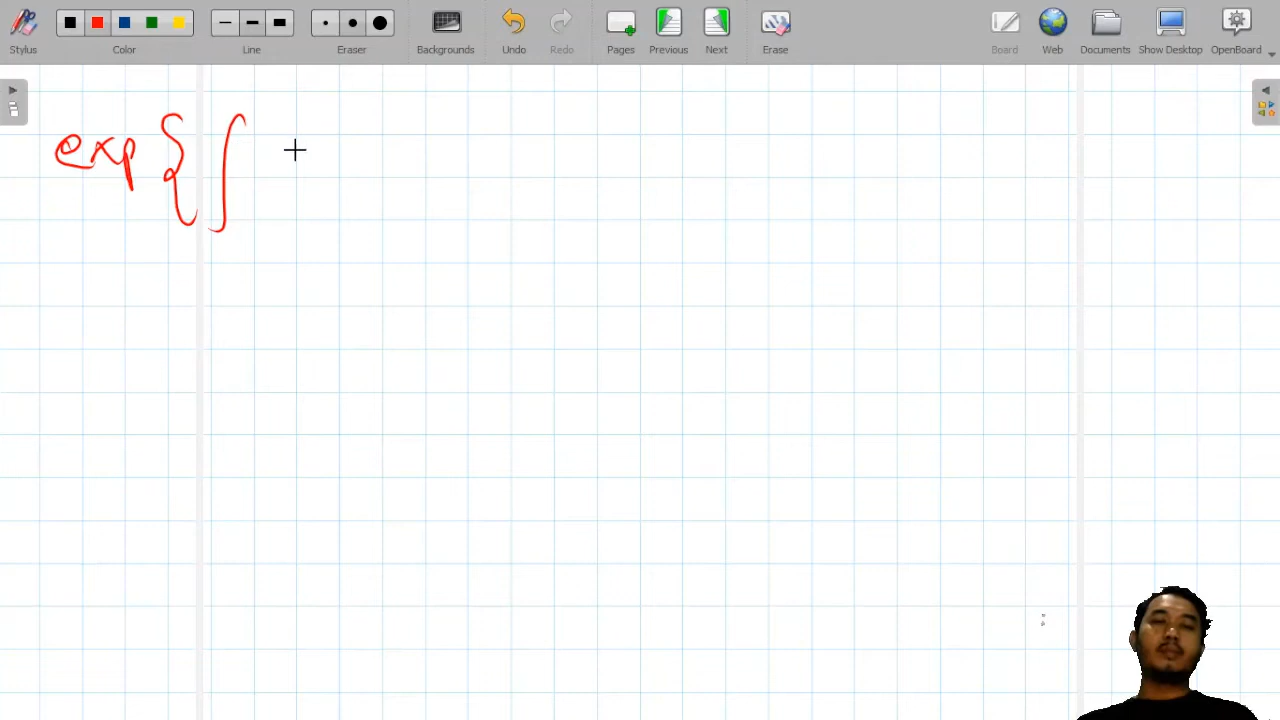 Stylus Color Line Eraser Backgrounds Undo Redo Pages Previous Next Erase Board Web Documents Show Desktop OpenBoard
exp{∫